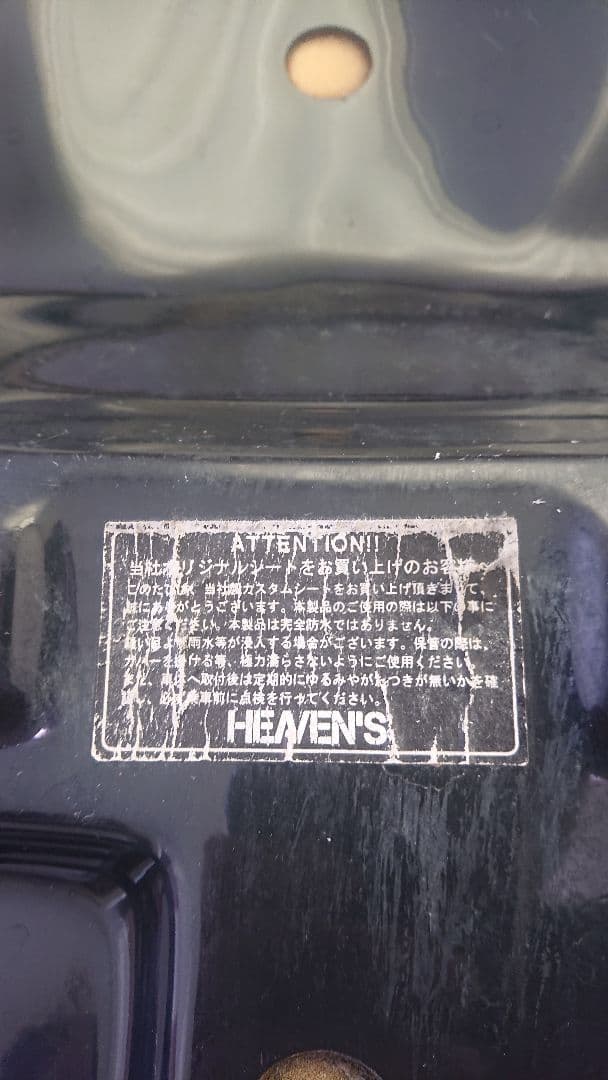 ATTENTION!!
当社オリジナルシートをお買い上げのお客様へ
このたびは、当社製カスタムシートをお買い上げ頂きまして、
誠にありがとうございます。本製品のご使用の際は以下の事に
ご注意ください。本製品は完全防水ではありません。
縫い目より雨水等が浸入する場合がございます。保管の際は、
カバーを掛ける等、極力濡らさないようにご使用ください。
また、車体へ取付後は定期的にゆるみやがたつきが無いかを確
認し、必ず乗車前に点検を行ってください。
HEAVEN'S